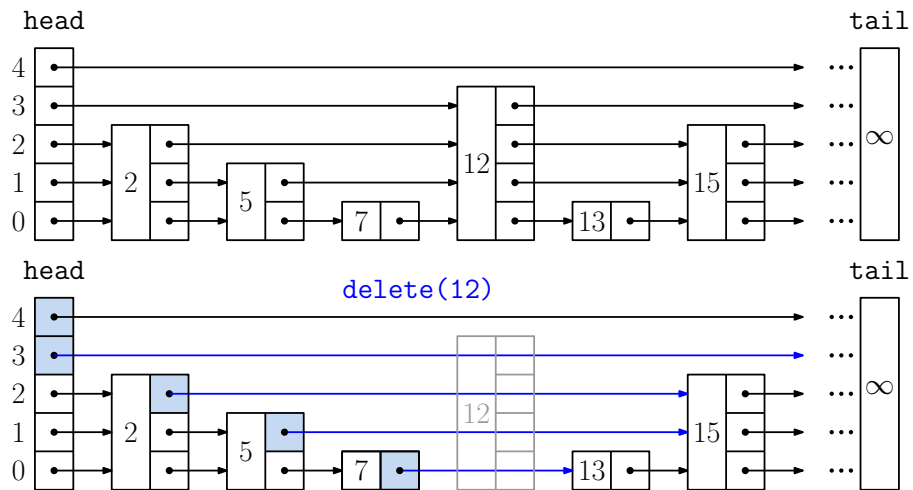 head tail
4 ...
3 ...
2 ... ∞
1 2 12 15 ...
0 5 7 13 ...
head delete(12) tail
4 ...
3 ...
2 ... ∞
1 2 12 15 ...
0 5 7 13 ...